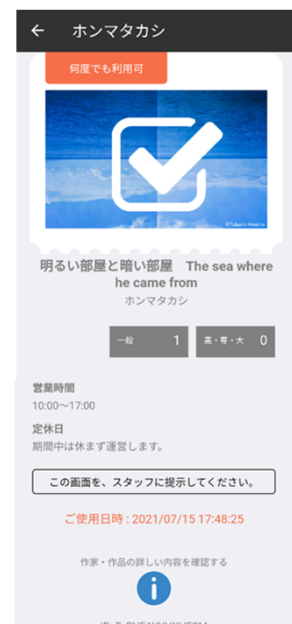 ← ホンマタカシ
何度でも利用可
明るい部屋と暗い部屋　The sea where
he came from
ホンマタカシ
一般 1 高・専・大 0
営業時間
10:00～17:00
定休日
期間中は休まず運営します。
この画面を、スタッフに提示してください。
ご使用日時 : 2021/07/15 17:48:25
作家・作品の詳しい内容を確認する